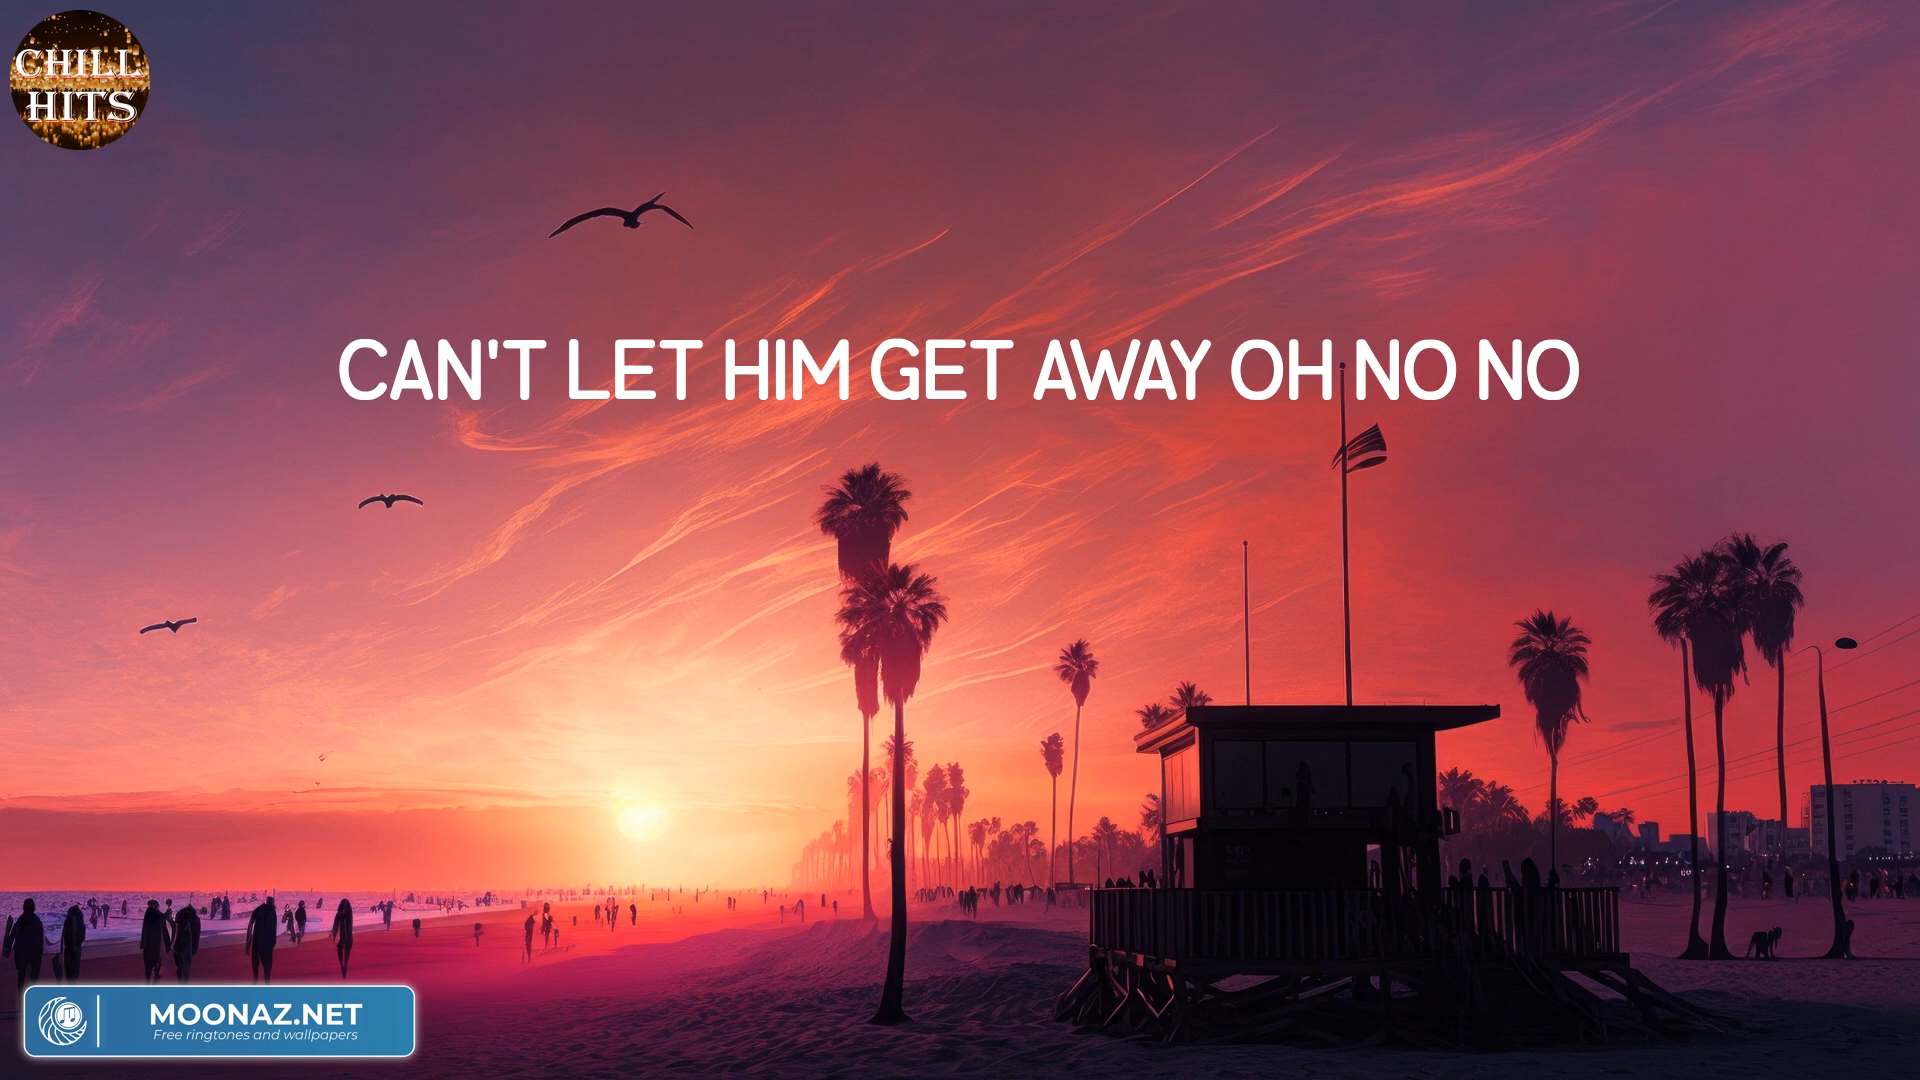 CHILL
HITS
CAN'T LET HIM GET AWAY OH NO NO
MOONAZ.NET
Free ringtones and wallpapers